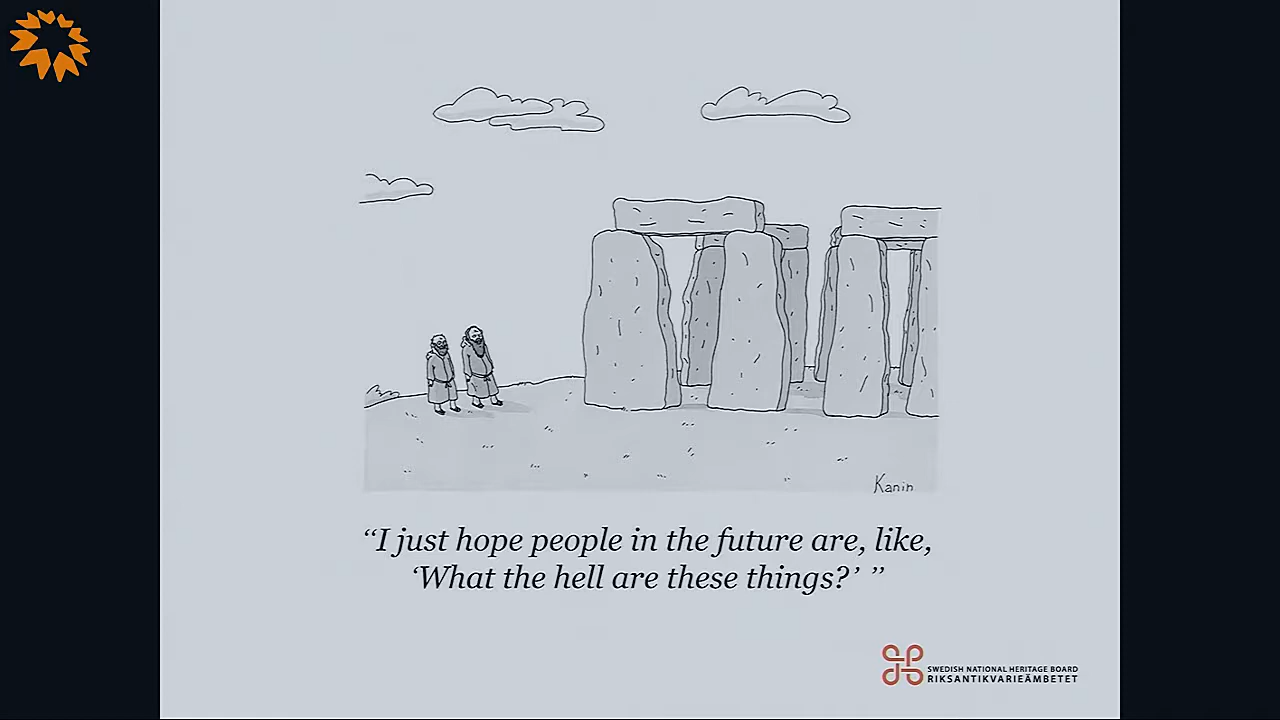 Kanin
“I just hope people in the future are, like,
‘What the hell are these things?’ ”
SWEDISH NATIONAL HERITAGE BOARD
RIKSANTIKVARIEÄMBETET